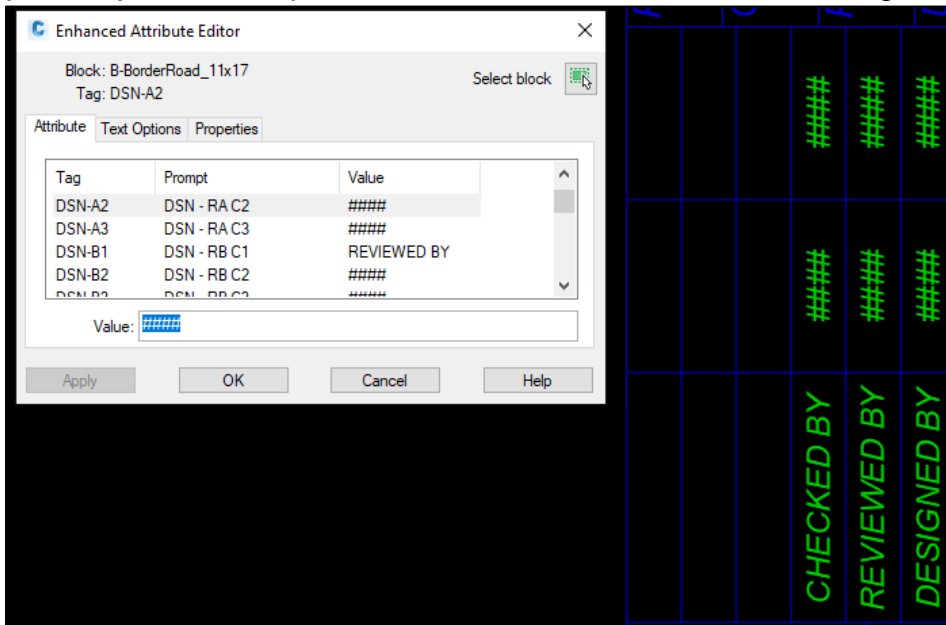 Enhanced Attribute Editor
Block: B-BorderRoad_11x17
Tag: DSN-A2
Select block
Attribute Text Options Properties
Tag Prompt Value
DSN-A2 DSN - RA C2 ####
DSN-A3 DSN - RA C3 ####
DSN-B1 DSN - RB C1 REVIEWED BY
DSN-B2 DSN - RB C2 ####
Value: ####
Apply OK Cancel Help
CHECKED BY #### ####
REVIEWED BY #### ####
DESIGNED BY #### ####